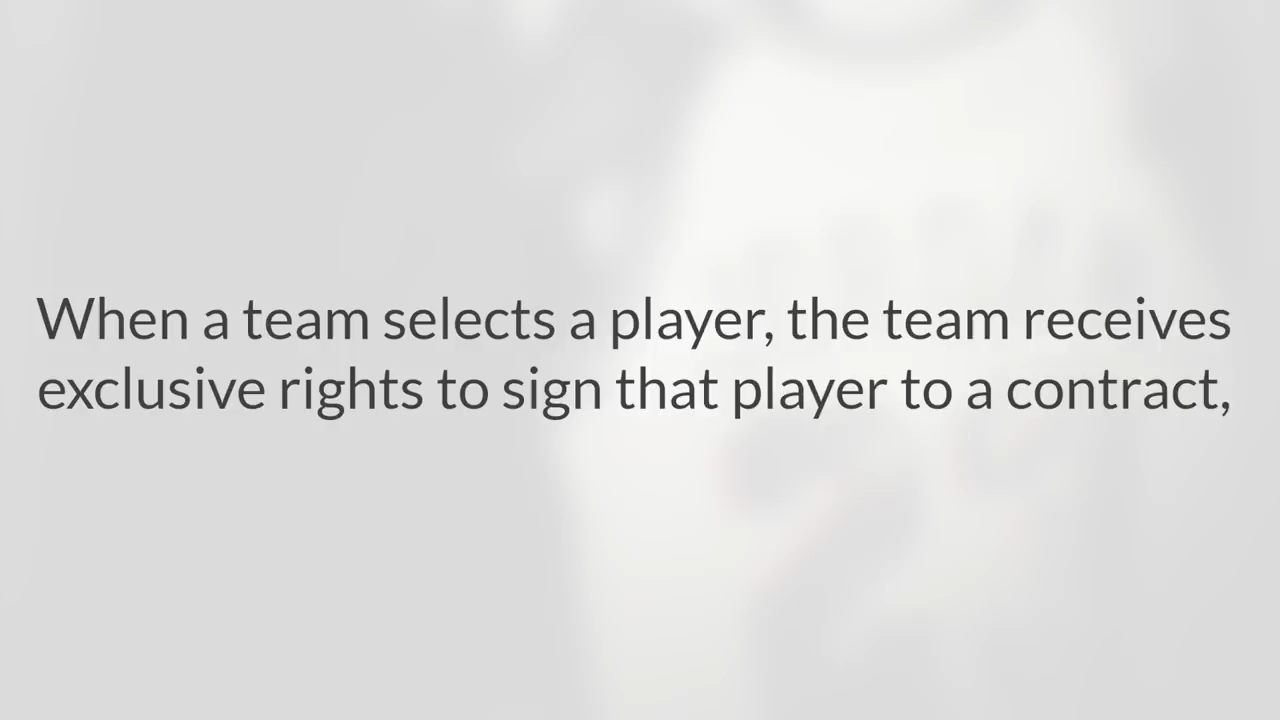 When a team selects a player, the team receives
exclusive rights to sign that player to a contract,